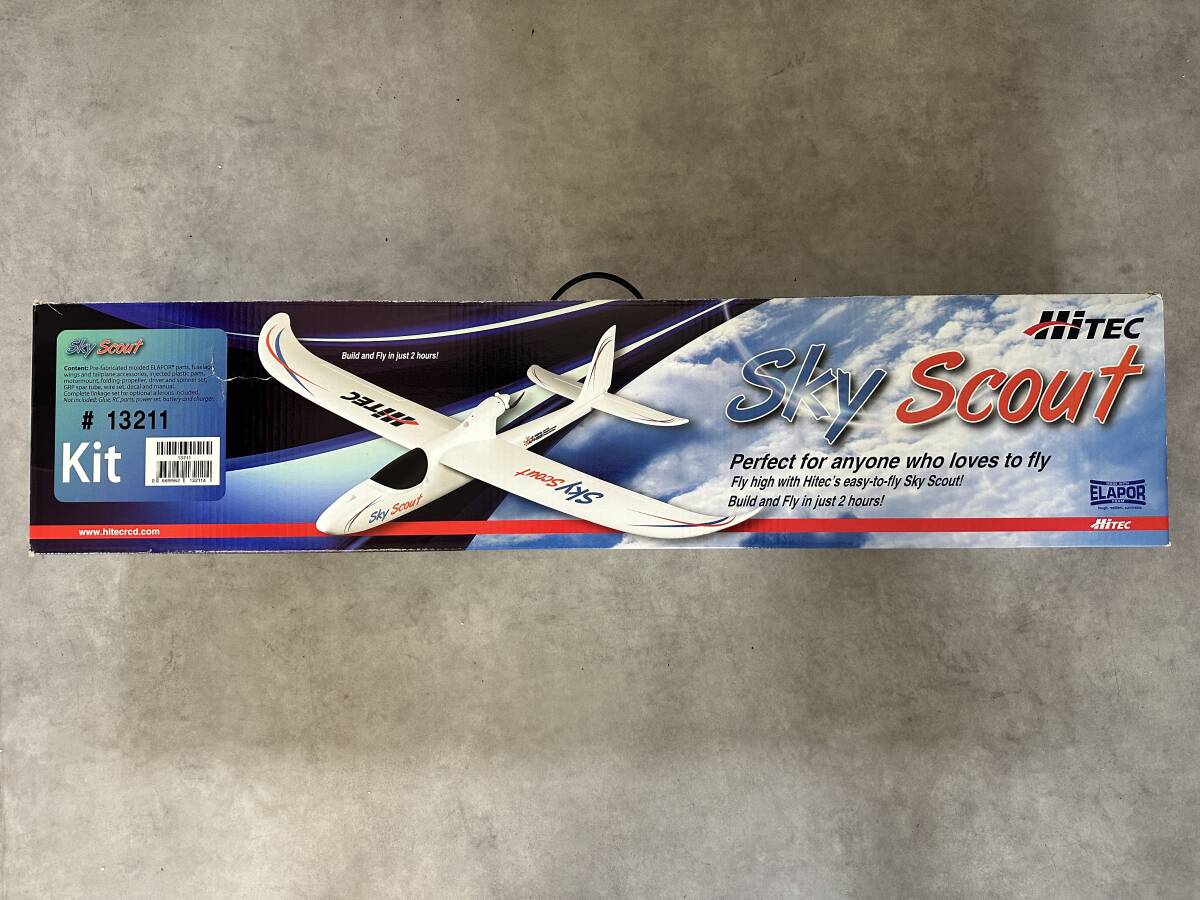 Sky Scout
Content: Pre-fabricated molded ELAPOR® parts, fuselage,
wings and tailplane accessories, injected plastic parts,
motormount, folding-propeller, driver and spinner set,
GRP spar tube, wire set, decal and manual.
Complete linkage set for optional ailerons included.
Not included: Glue, RC parts, power set, battery and charger.
# 13211
Kit
13211
0 669962 132114
www.hitecrcd.com
Build and Fly in just 2 hours!
HiTEC
Sky Scout
Sky Scout
HiTEC
Sky Scout
Perfect for anyone who loves to fly
Fly high with Hitec's easy-to-fly Sky Scout!
Build and Fly in just 2 hours!
ELAPOR
FOAM
HiTEC